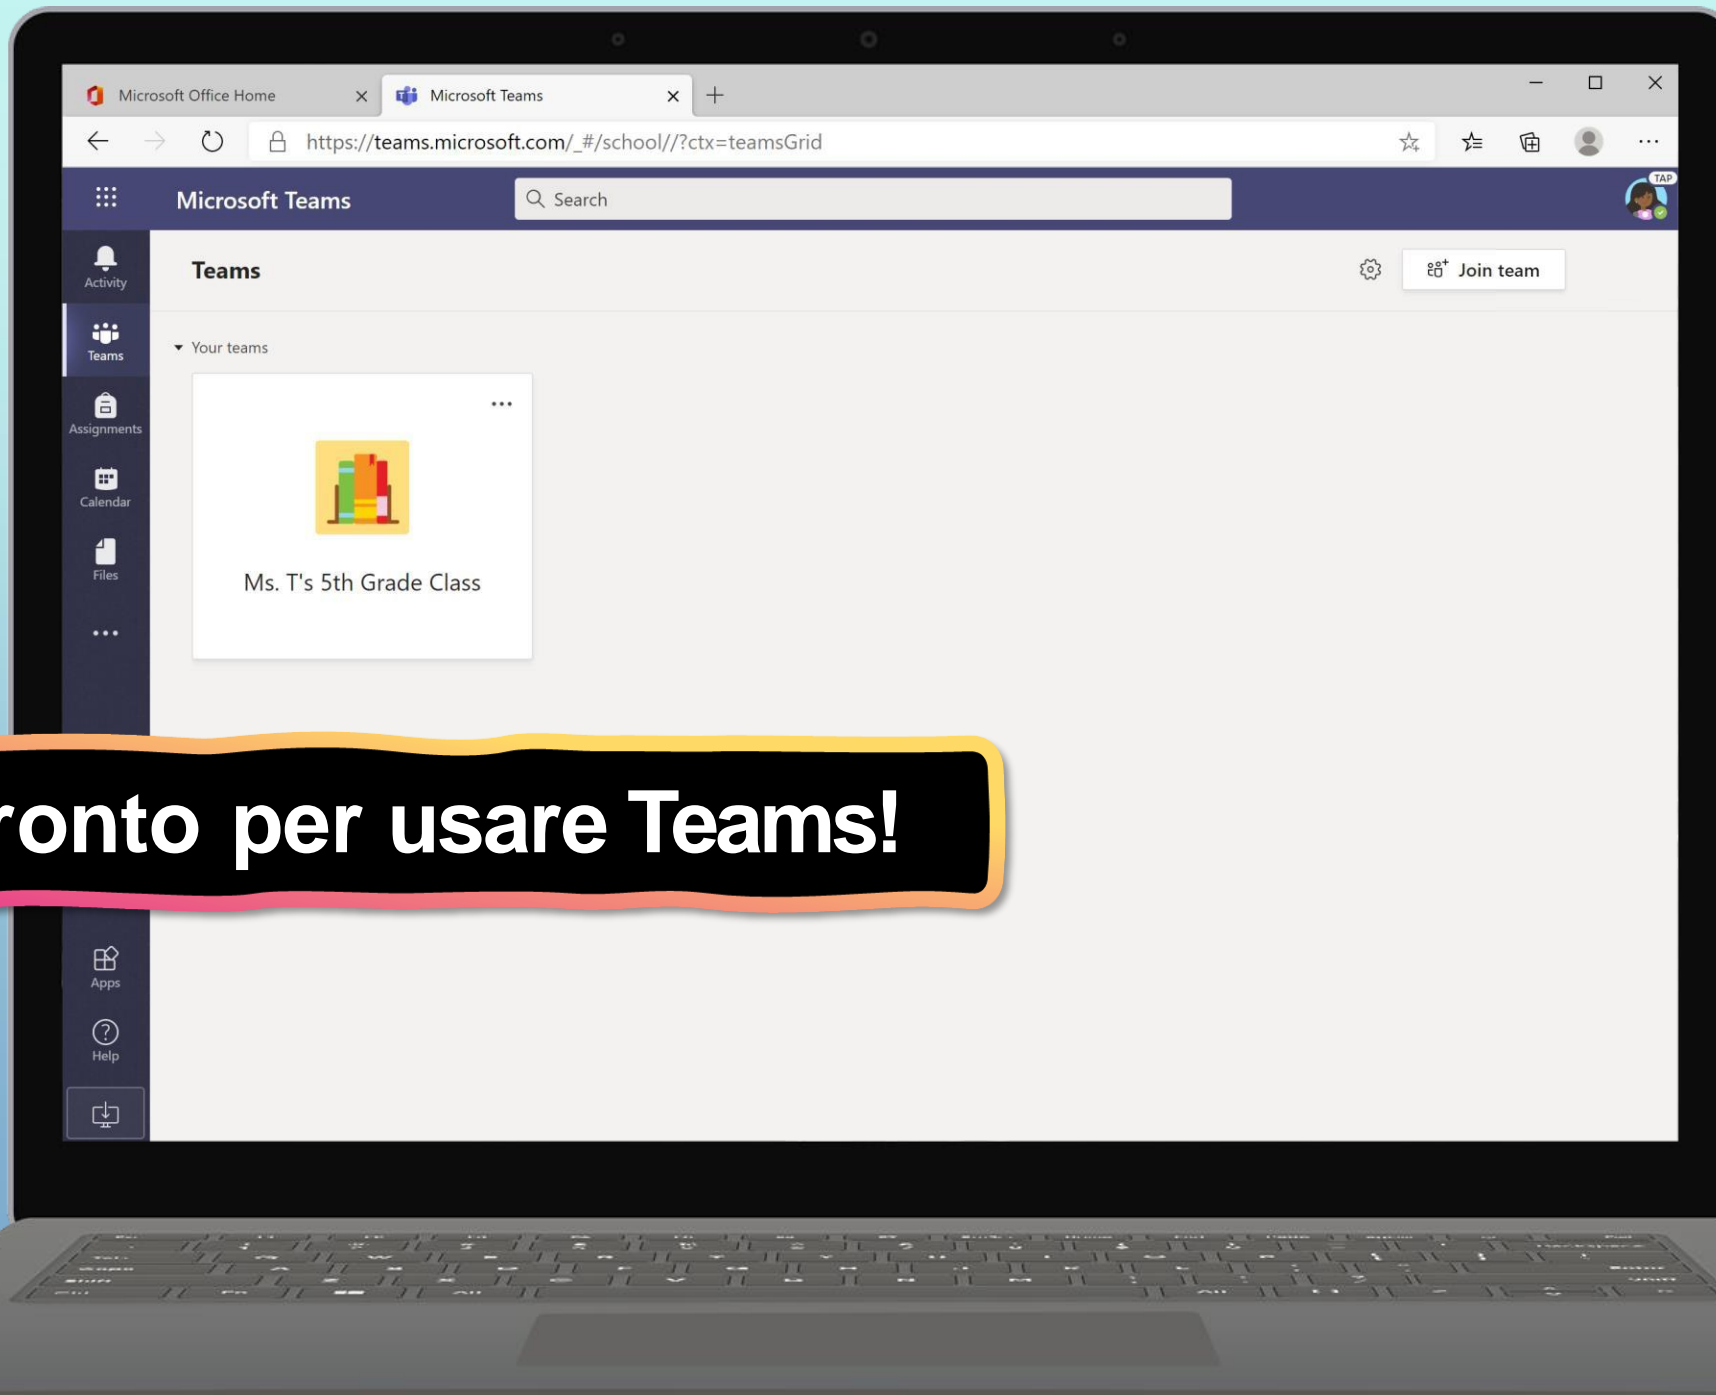 Microsoft Office Home
Microsoft Teams
https://teams.microsoft.com/_#/school//?ctx=teamsGrid
Microsoft Teams
Search
TAP
Activity
Teams
Join team
Teams
Your teams
Assignments
Calendar
Files
Ms. T's 5th Grade Class
ronto per usare Teams!
Apps
Help